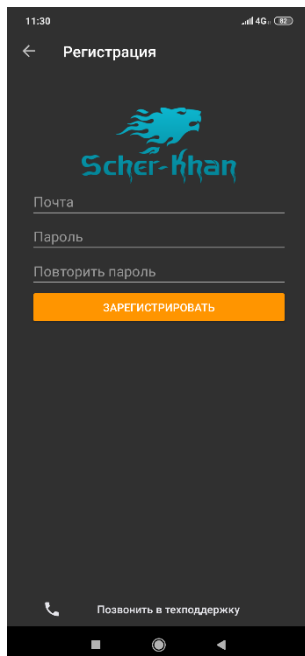 11:30
4G 82
Регистрация
Scher-Khan
Почта
Пароль
Повторить пароль
ЗАРЕГИСТРИРОВАТЬ
Позвонить в техподдержку